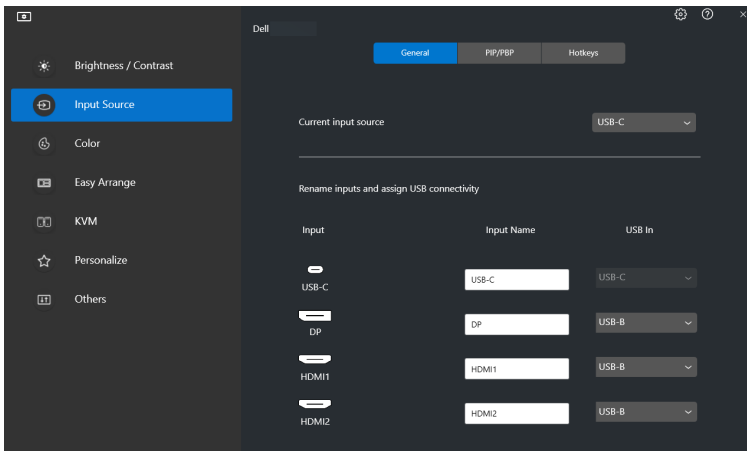 Dell
General PIP/PBP Hotkeys
Brightness / Contrast
Input Source
Color
Easy Arrange
KVM
Personalize
Others
Current input source USB-C
Rename inputs and assign USB connectivity
Input Input Name USB In
USB-C USB-C USB-C
DP DP USB-B
HDMI1 HDMI1 USB-B
HDMI2 HDMI2 USB-B